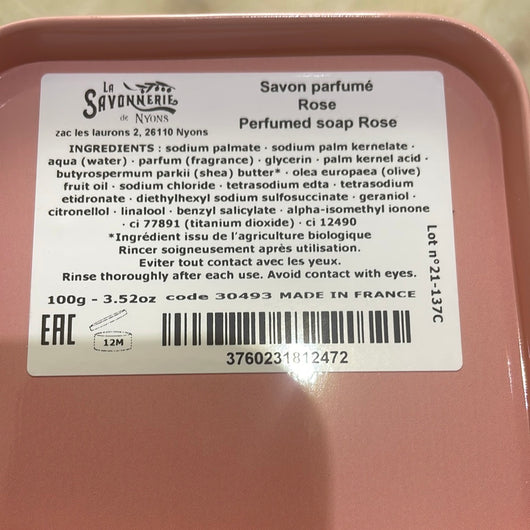 LA
SAVONNERIE
de NYONS
zac les laurons 2, 26110 Nyons
Savon parfumé
Rose
Perfumed soap Rose
INGREDIENTS : sodium palmate · sodium palm kernelate ·
aqua (water) · parfum (fragrance) · glycerin · palm kernel acid ·
butyrospermum parkii (shea) butter* · olea europaea (olive)
fruit oil · sodium chloride · tetrasodium edta · tetrasodium
etidronate · diethylhexyl sodium sulfosuccinate · geraniol ·
citronellol · linalool · benzyl salicylate · alpha-isomethyl ionone
· ci 77891 (titanium dioxide) · ci 12490
*Ingrédient issu de l'agriculture biologique
Rincer soigneusement après utilisation.
Eviter tout contact avec les yeux.
Rinse thoroughly after each use. Avoid contact with eyes.
100g - 3.52oz code 30493 MADE IN FRANCE
Lot n°21-137C
EAC
12M
3760231812472